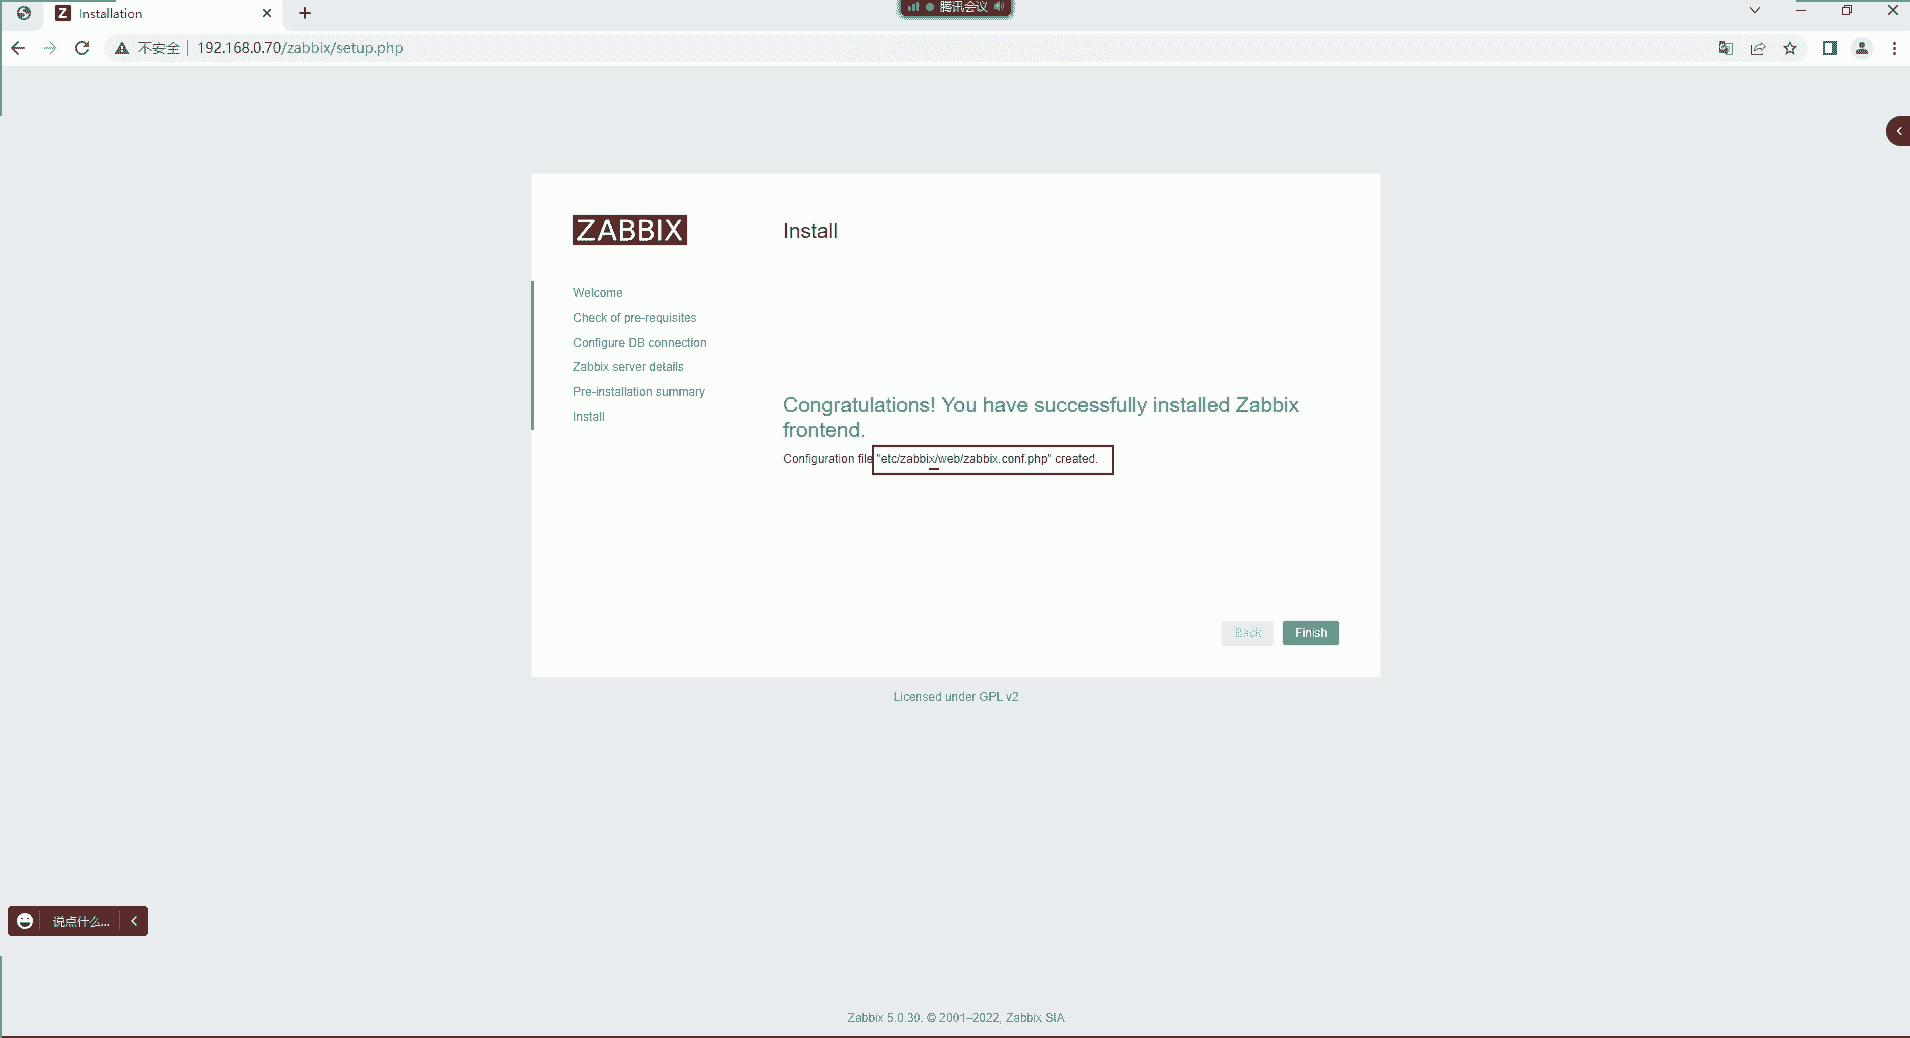 Installation
腾讯会议
不安全 192.168.0.70/zabbix/setup.php
ZABBIX
Install
Welcome
Check of pre-requisites
Configure DB connection
Zabbix server details
Pre-installation summary
Install
Congratulations! You have successfully installed Zabbix
frontend.
Configuration file "etc/zabbix/web/zabbix.conf.php" created.
Back
Finish
Licensed under GPL v2
说点什么...
Zabbix 5.0.30. © 2001–2022, Zabbix SIA